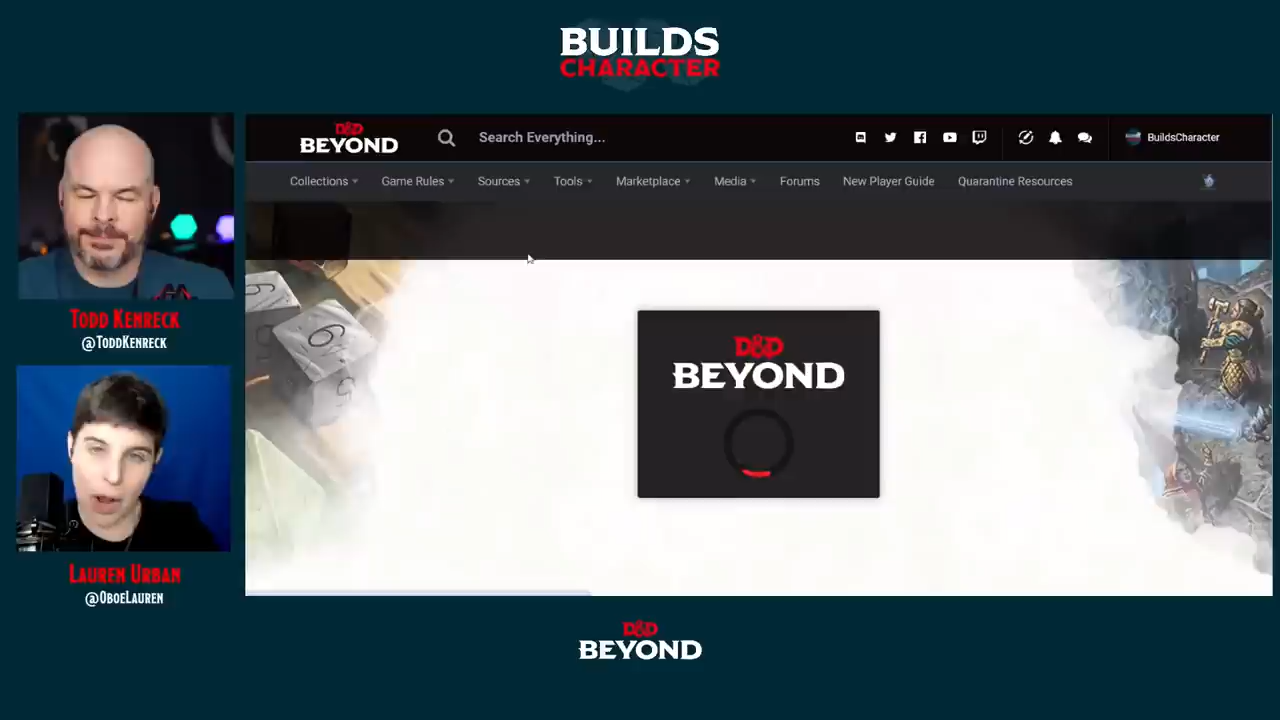 BUILDS
CHARACTER
D&D
BEYOND
Search Everything...
BuildsCharacter
Collections
Game Rules
Sources
Tools
Marketplace
Media
Forums
New Player Guide
Quarantine Resources
6
D&D
BEYOND
TODD KENRECK
@TODDKENRECK
LAUREN URBAN
@OBOELAUREN
D&D
BEYOND